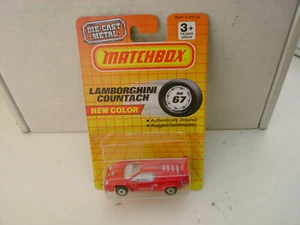 DIE-CAST
METAL
MATCHBOX
3+
LAMBORGHINI
COUNTACH
NEW COLOR
MB
67
• Authentically Detailed
• Rugged Construction